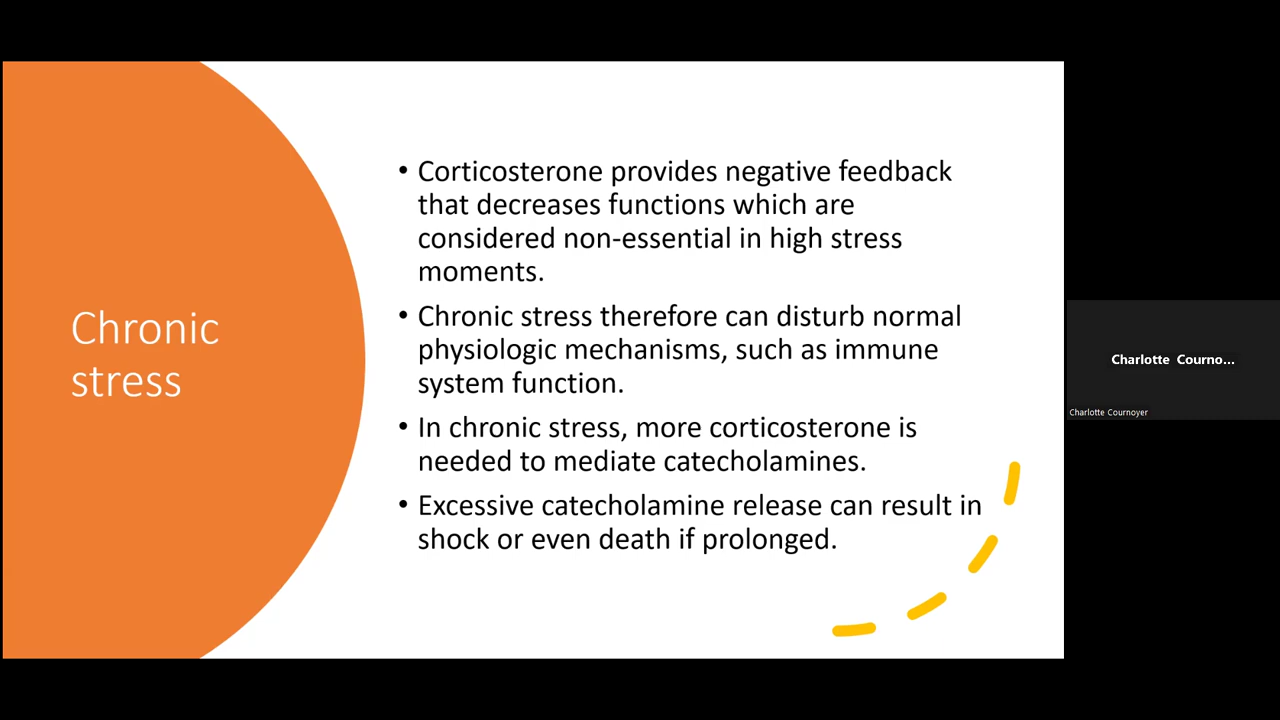 Chronic
stress
• Corticosterone provides negative feedback
that decreases functions which are
considered non-essential in high stress
moments.
• Chronic stress therefore can disturb normal
physiologic mechanisms, such as immune
system function.
• In chronic stress, more corticosterone is
needed to mediate catecholamines.
• Excessive catecholamine release can result in
shock or even death if prolonged.
Charlotte Courno...
Charlotte Cournoyer